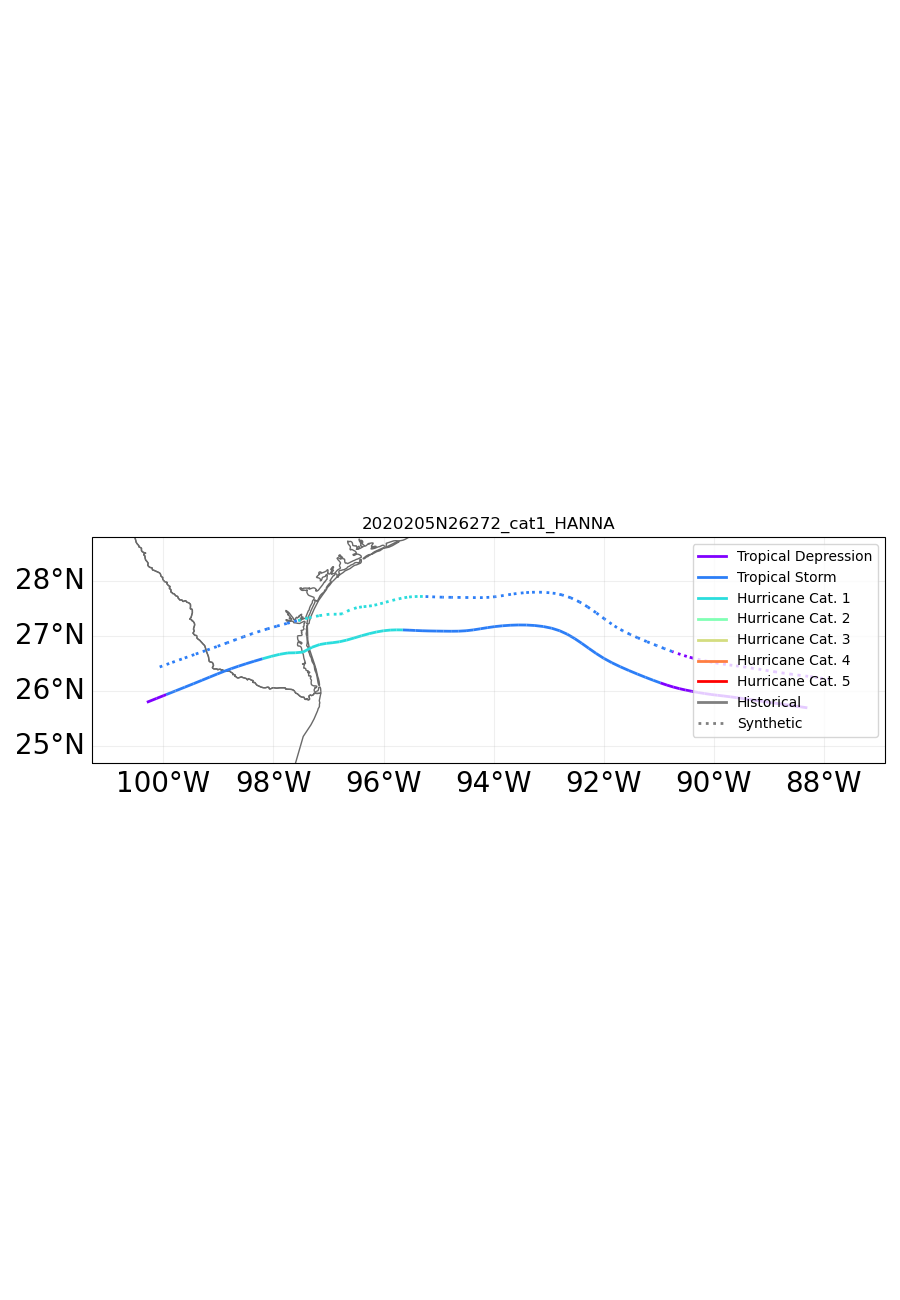 2020205N26272_cat1_HANNA
28°N
27°N
26°N
25°N
100°W 98°W 96°W 94°W 92°W 90°W 88°W
Tropical Depression
Tropical Storm
Hurricane Cat. 1
Hurricane Cat. 2
Hurricane Cat. 3
Hurricane Cat. 4
Hurricane Cat. 5
Historical
Synthetic